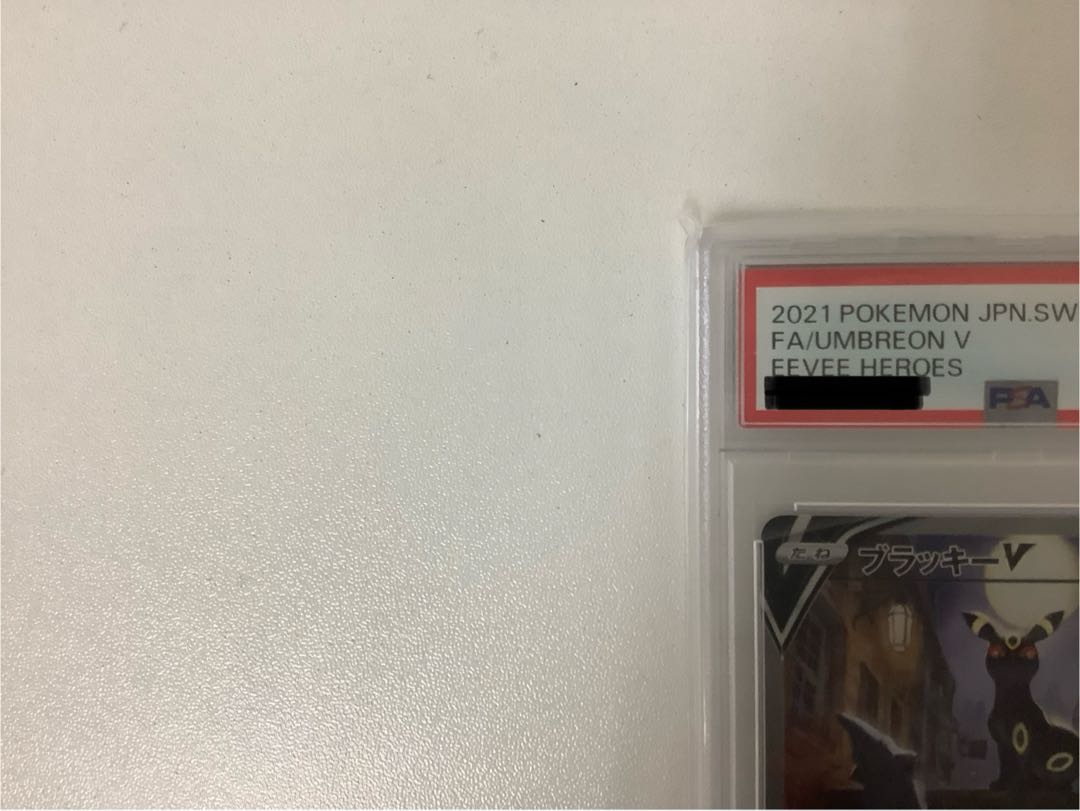 2021 POKEMON JPN.SW
FA/UMBREON V
EEVEE HEROES
PSA
たね ブラッキーV